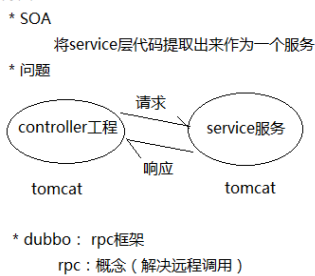 * SOA
将service层代码提取出来作为一个服务
* 问题
请求
controller工程
service服务
响应
tomcat
tomcat
* dubbo： rpc框架
rpc：概念（解决远程调用）